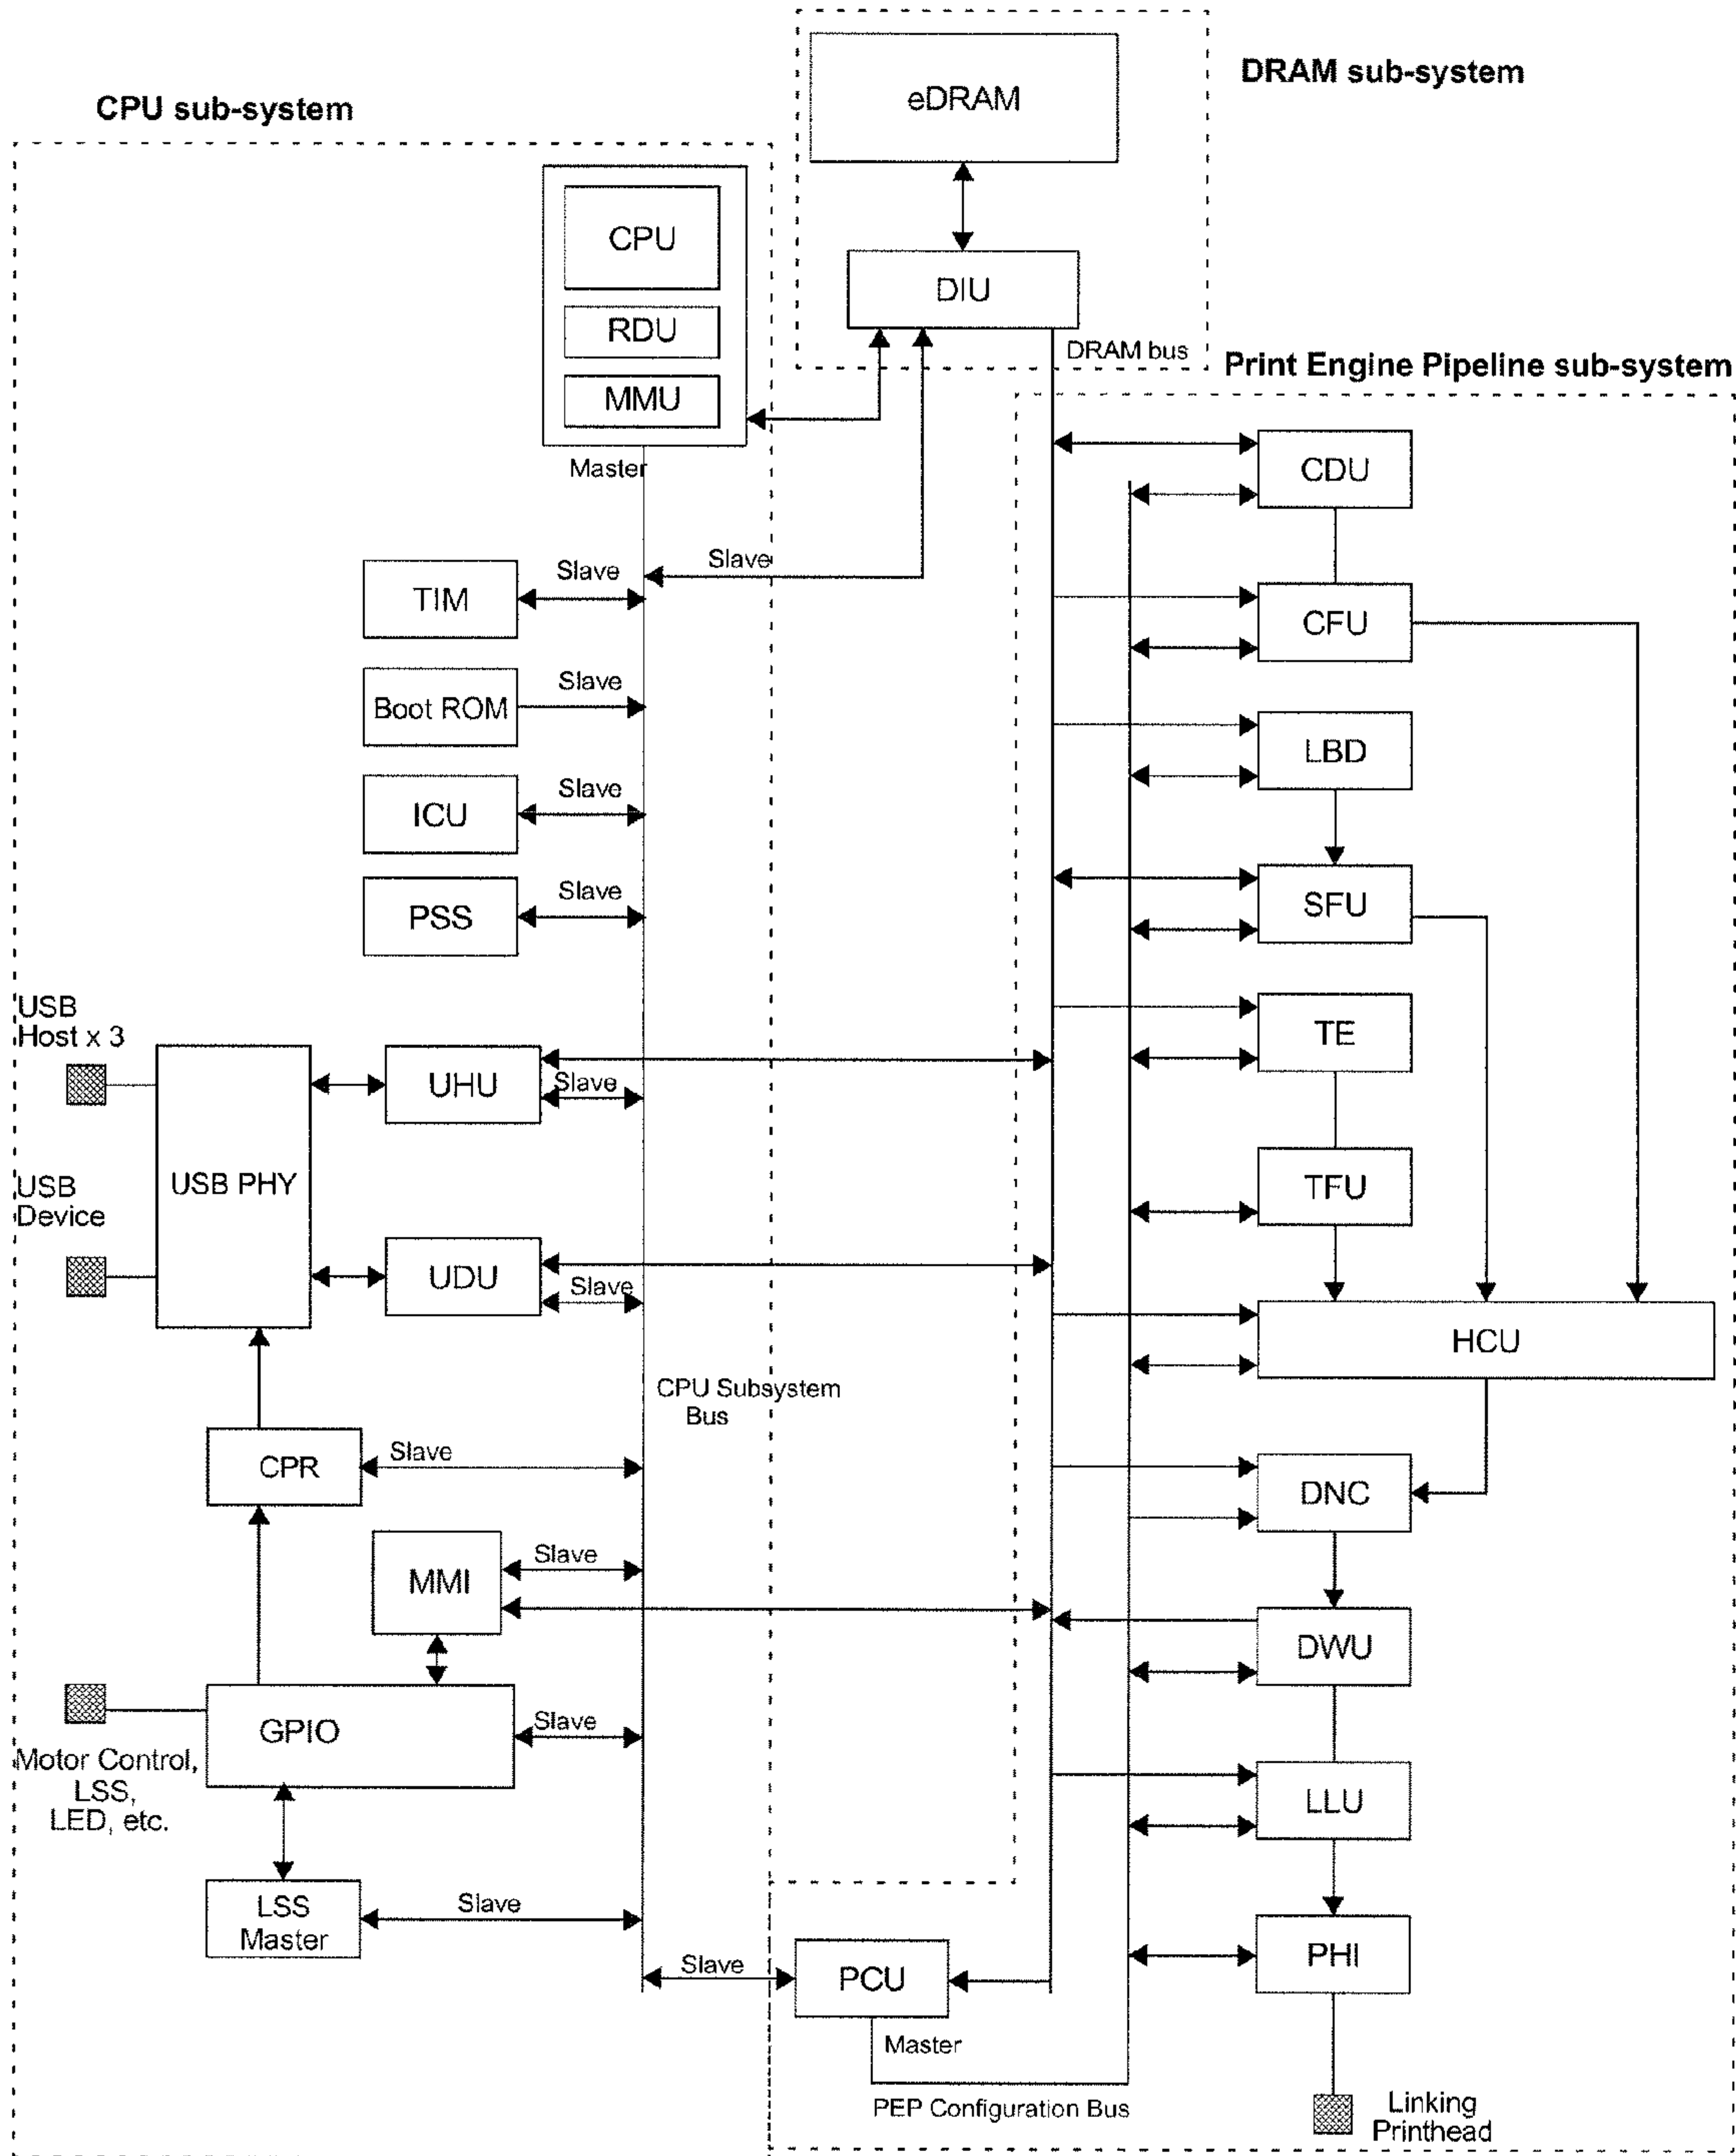 DRAM sub-system
CPU sub-system
eDRAM
CPU
RDU
MMU
DIU
DRAM bus
Print Engine Pipeline sub-system
Master
CDU
Slave
Slave
TIM
CFU
Slave
Boot ROM
LBD
Slave
ICU
Slave
PSS
SFU
USB
Host x 3
TE
UHU
Slave
USB PHY
USB
Device
TFU
UDU
Slave
HCU
CPU Subsystem
Bus
Slave
CPR
DNC
Slave
MMI
DWU
GPIO
Slave
Motor Control,
LSS,
LED, etc.
LLU
LSS
Master
Slave
PHI
Slave
PCU
Master
PEP Configuration Bus
Linking
Printhead